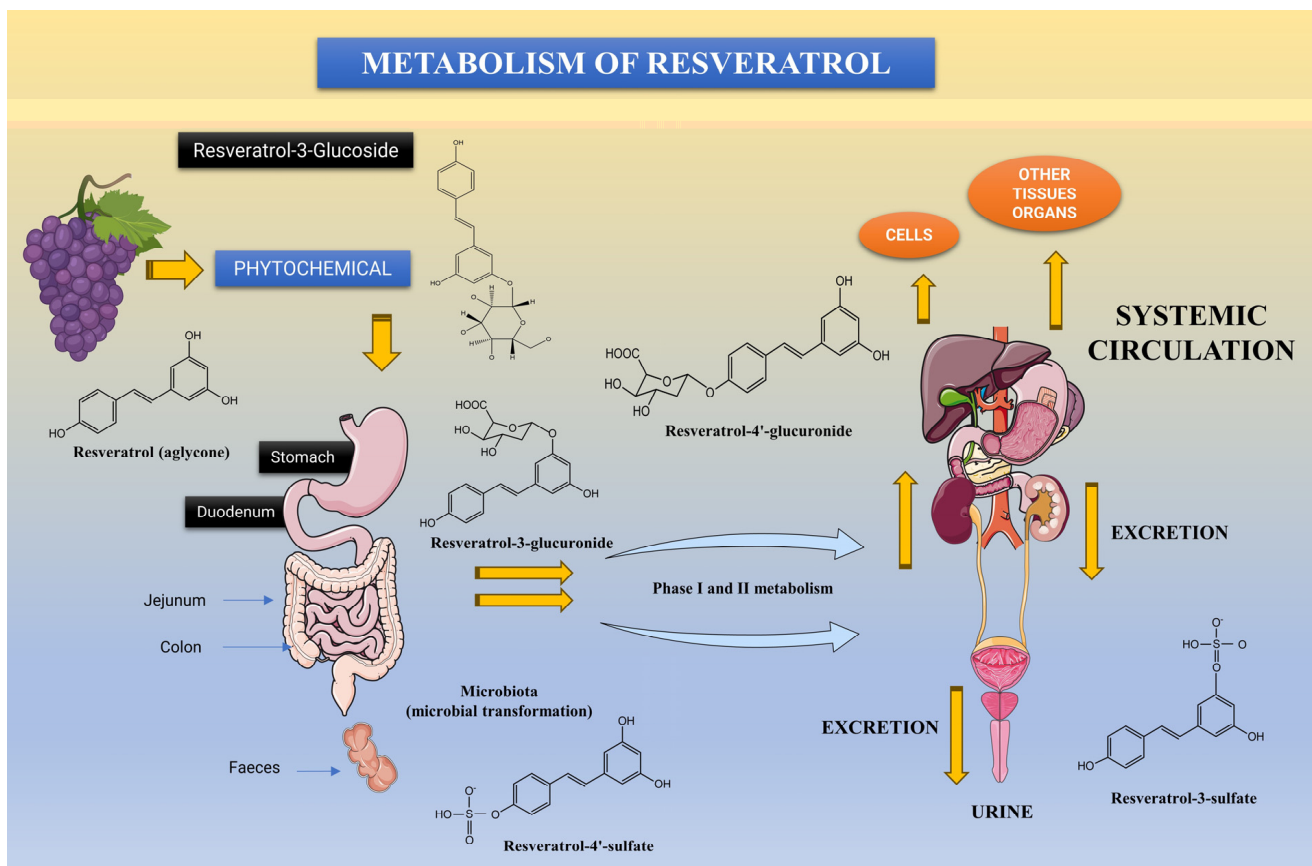 METABOLISM OF RESVERATROL
Resveratrol-3-Glucoside
OH
HO
O
O
H
H
O
O
H
H
O
O
PHYTOCHEMICAL
OH
OH
HO
Resveratrol (aglycone)
Stomach
Duodenum
Jejunum
Colon
Faeces
HOOC
HO
HO
O
O
OH
HO
Resveratrol-3-glucuronide
HOOC
HO
HO
O
O
OH
OH
Resveratrol-4'-glucuronide
CELLS
OTHER
TISSUES
ORGANS
SYSTEMIC
CIRCULATION
Phase I and II metabolism
EXCRETION
Microbiota
(microbial transformation)
OH
OH
O-
HO
S
O
O
Resveratrol-4'-sulfate
EXCRETION
URINE
O-
HO
S
O
O
OH
HO
Resveratrol-3-sulfate